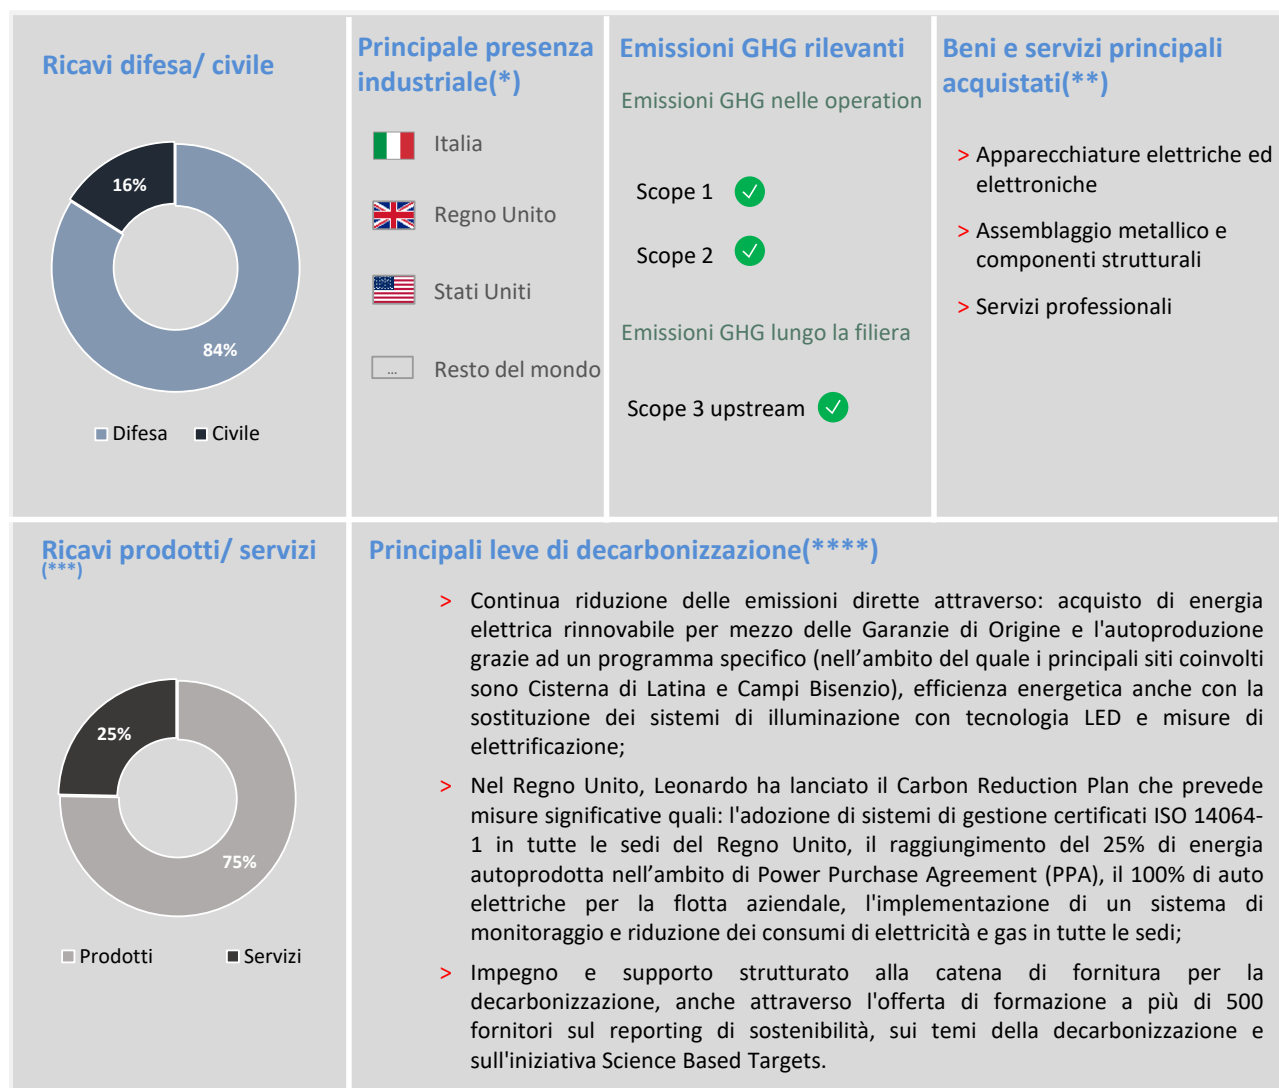 Ricavi difesa/ civile
16%
84%
Difesa
Civile
Principale presenza
industriale(*)
Italia
Regno Unito
Stati Uniti
...
Resto del mondo
Emissioni GHG rilevanti
Emissioni GHG nelle operation
Scope 1
Scope 2
Emissioni GHG lungo la filiera
Scope 3 upstream
Beni e servizi principali
acquistati(**)
> Apparecchiature elettriche ed
elettroniche
> Assemblaggio metallico e
componenti strutturali
> Servizi professionali
Ricavi prodotti/ servizi
(***)
25%
75%
Prodotti
Servizi
Principali leve di decarbonizzazione(****)
> Continua riduzione delle emissioni dirette attraverso: acquisto di energia
elettrica rinnovabile per mezzo delle Garanzie di Origine e l'autoproduzione
grazie ad un programma specifico (nell’ambito del quale i principali siti coinvolti
sono Cisterna di Latina e Campi Bisenzio), efficienza energetica anche con la
sostituzione dei sistemi di illuminazione con tecnologia LED e misure di
elettrificazione;
> Nel Regno Unito, Leonardo ha lanciato il Carbon Reduction Plan che prevede
misure significative quali: l'adozione di sistemi di gestione certificati ISO 14064-
1 in tutte le sedi del Regno Unito, il raggiungimento del 25% di energia
autoprodotta nell’ambito di Power Purchase Agreement (PPA), il 100% di auto
elettriche per la flotta aziendale, l'implementazione di un sistema di
monitoraggio e riduzione dei consumi di elettricità e gas in tutte le sedi;
> Impegno e supporto strutturato alla catena di fornitura per la
decarbonizzazione, anche attraverso l'offerta di formazione a più di 500
fornitori sul reporting di sostenibilità, sui temi della decarbonizzazione e
sull'iniziativa Science Based Targets.